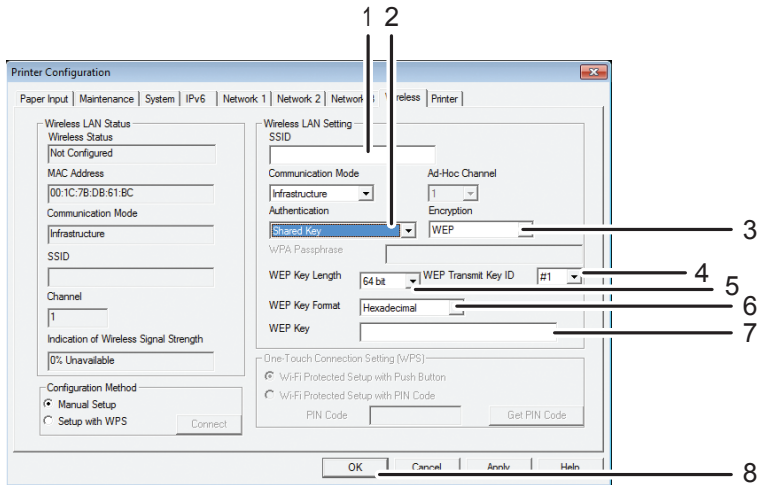 1 2
Printer Configuration
Paper Input Maintenance System IPv6 Network 1 Network 2 Network 3 Wireless Printer
Wireless LAN Status
Wireless Status
Not Configured
MAC Address
00:1C:7B:DB:61:BC
Communication Mode
Infrastructure
SSID
Channel
1
Indication of Wireless Signal Strength
0% Unavailable
Configuration Method
Manual Setup
Setup with WPS Connect
Wireless LAN Setting
SSID
Communication Mode Ad-Hoc Channel
Infrastructure 1
Authentication Encryption
Shared Key WEP 3
WPA Passphrase
WEP Key Length 64 bit WEP Transmit Key ID #1 4
5
WEP Key Format Hexadecimal 6
WEP Key 7
One-Touch Connection Setting (WPS)
Wi-Fi Protected Setup with Push Button
Wi-Fi Protected Setup with PIN Code
PIN Code Get PIN Code
OK Cancel Apply Help 8